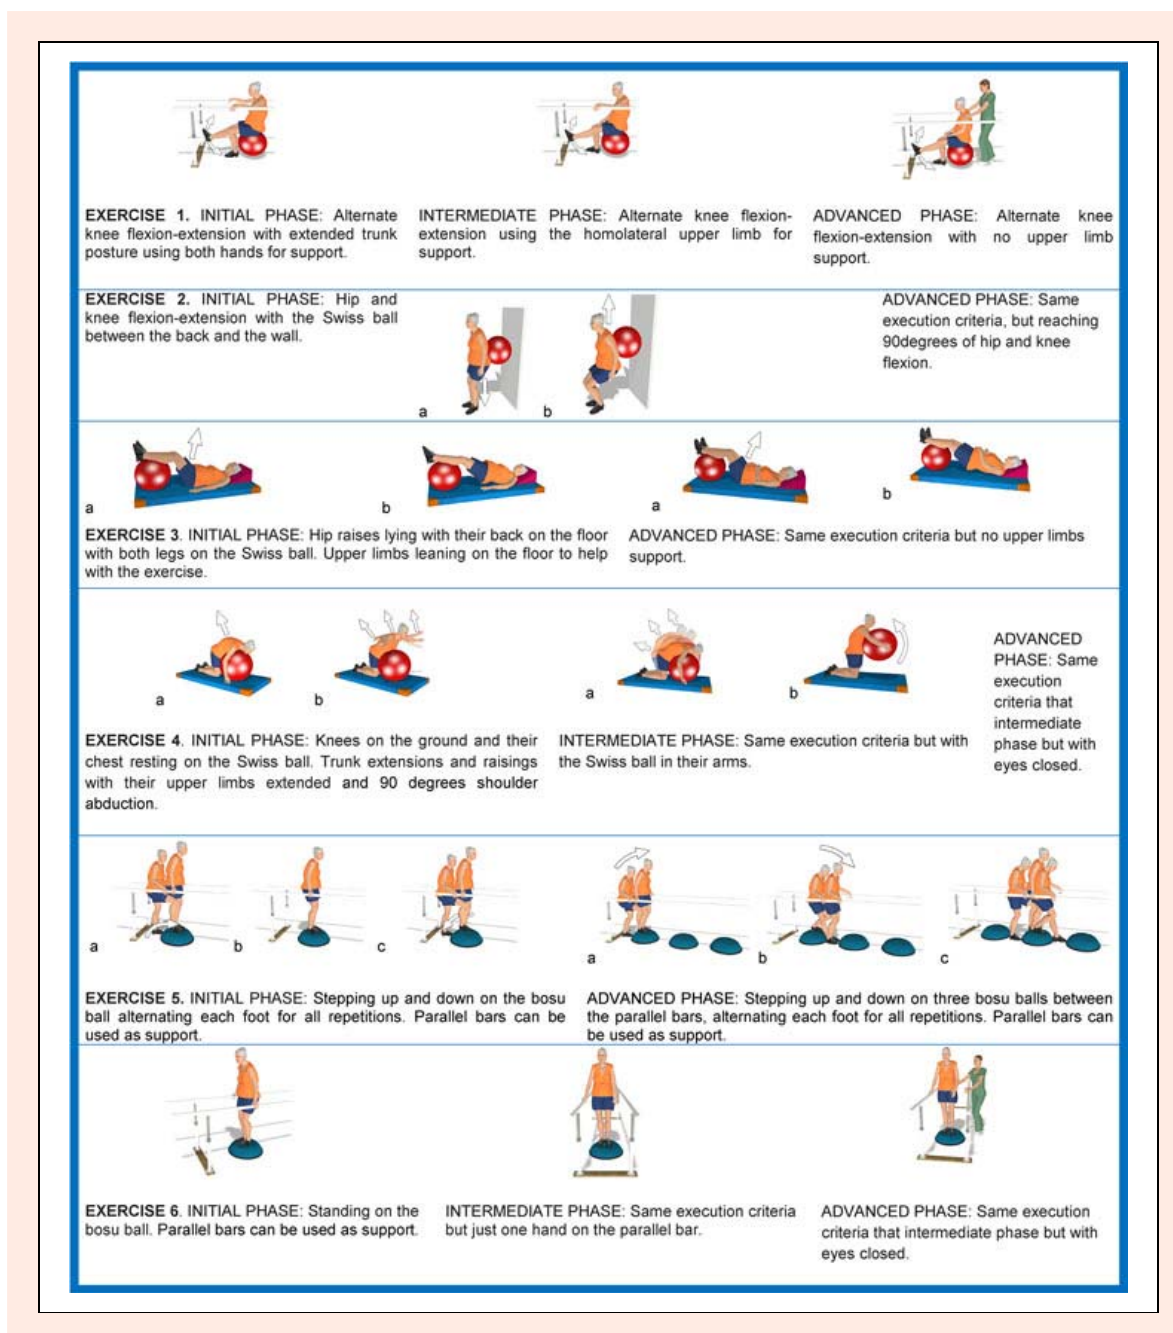 EXERCISE 1. INITIAL PHASE: Alternate
knee flexion-extension with extended trunk
posture using both hands for support.
INTERMEDIATE PHASE: Alternate knee flexion-
extension using the homolateral upper limb for
support.
ADVANCED PHASE: Alternate knee
flexion-extension with no upper limb
support.
EXERCISE 2. INITIAL PHASE: Hip and
knee flexion-extension with the Swiss ball
between the back and the wall.
a
b
ADVANCED PHASE: Same
execution criteria, but reaching
90degrees of hip and knee
flexion.
a
b
EXERCISE 3. INITIAL PHASE: Hip raises lying with their back on the floor
with both legs on the Swiss ball. Upper limbs leaning on the floor to help
with the exercise.
a
b
ADVANCED PHASE: Same execution criteria but no upper limbs
support.
a
b
EXERCISE 4. INITIAL PHASE: Knees on the ground and their
chest resting on the Swiss ball. Trunk extensions and raisings
with their upper limbs extended and 90 degrees shoulder
abduction.
a
b
INTERMEDIATE PHASE: Same execution criteria but with
the Swiss ball in their arms.
ADVANCED
PHASE: Same
execution
criteria that
intermediate
phase but with
eyes closed.
a
b
c
EXERCISE 5. INITIAL PHASE: Stepping up and down on the bosu
ball alternating each foot for all repetitions. Parallel bars can be
used as support.
a
b
c
ADVANCED PHASE: Stepping up and down on three bosu balls between
the parallel bars, alternating each foot for all repetitions. Parallel bars can
be used as support.
EXERCISE 6. INITIAL PHASE: Standing on the
bosu ball. Parallel bars can be used as support.
INTERMEDIATE PHASE: Same execution criteria
but just one hand on the parallel bar.
ADVANCED PHASE: Same execution
criteria that intermediate phase but with
eyes closed.